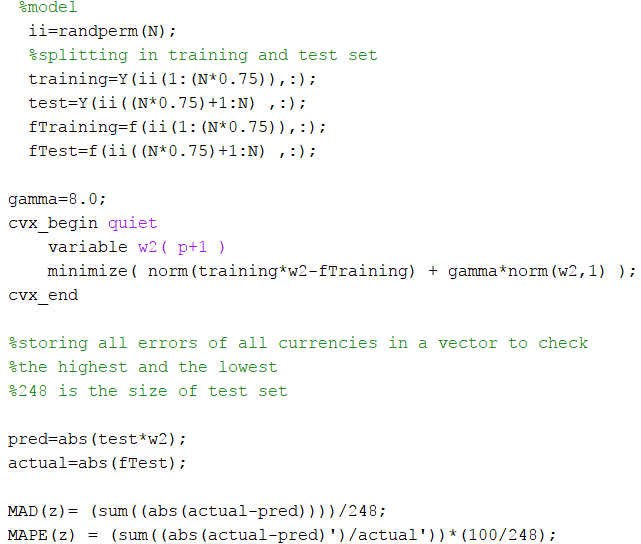 %model
ii=randperm(N);
%splitting in training and test set
training=Y(ii(1:(N*0.75)),:);
test=Y(ii((N*0.75)+1:N) ,:);
fTraining=f(ii(1:(N*0.75)),:);
fTest=f(ii((N*0.75)+1:N) ,:);
gamma=8.0;
cvx_begin quiet
variable w2( p+1 )
minimize( norm(training*w2-fTraining) + gamma*norm(w2,1) );
cvx_end
%storing all errors of all currencies in a vector to check
%the highest and the lowest
%248 is the size of test set
pred=abs(test*w2);
actual=abs(fTest);
MAD(z)= (sum((abs(actual-pred))))/248;
MAPE(z) = (sum((abs(actual-pred)')/actual'))*(100/248);